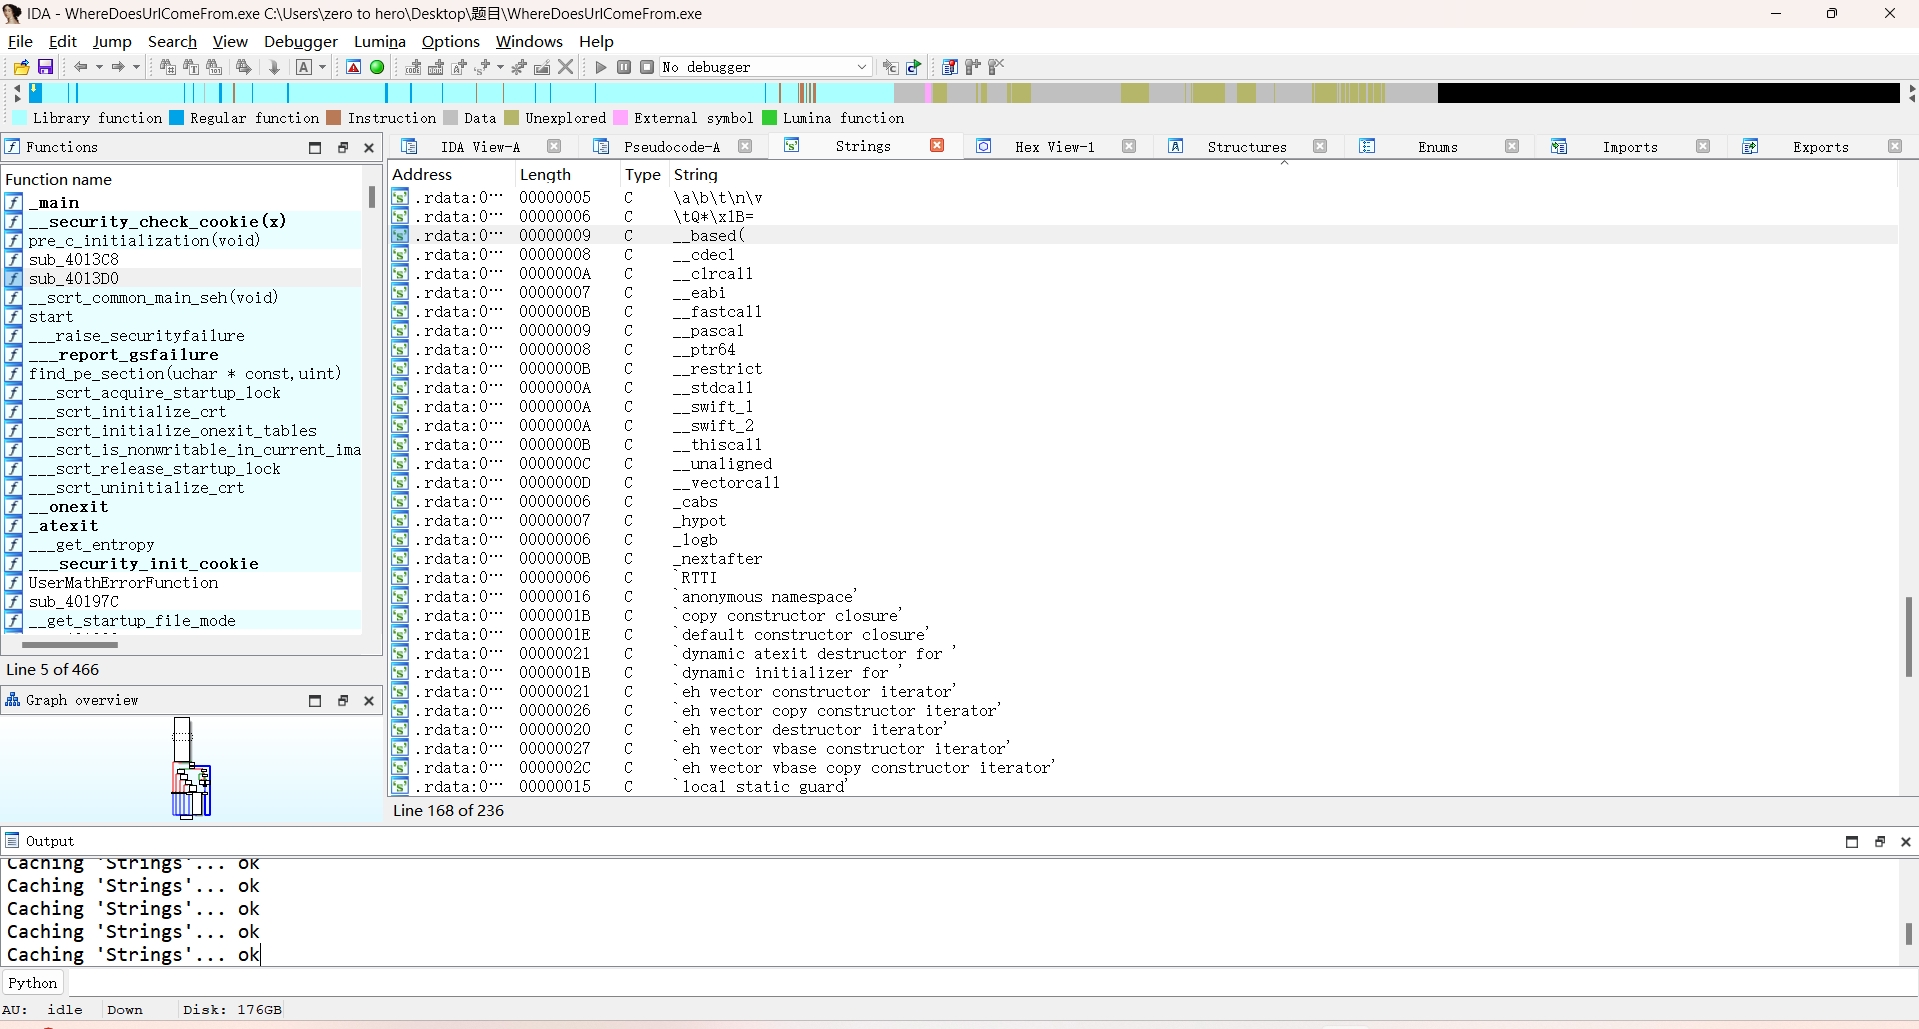 IDA - WhereDoesUrlComeFrom.exe C:\Users\zero to hero\Desktop\题目\WhereDoesUrlComeFrom.exe
File Edit Jump Search View Debugger Lumina Options Windows Help
No debugger
Library function Regular function Instruction Data Unexplored External symbol Lumina function
Functions
IDA View-A Pseudocode-A Strings Hex View-1 Structures Enums Imports Exports
Function name
_main
__security_check_cookie(x)
pre_c_initialization(void)
sub_4013C8
sub_4013D0
__scrt_common_main_seh(void)
start
___raise_securityfailure
___report_gsfailure
find_pe_section(uchar * const,uint)
___scrt_acquire_startup_lock
___scrt_initialize_crt
___scrt_initialize_onexit_tables
___scrt_is_nonwritable_in_current_ima
___scrt_release_startup_lock
___scrt_uninitialize_crt
__onexit
_atexit
___get_entropy
___security_init_cookie
UserMathErrorFunction
sub_40197C
__get_startup_file_mode
Line 5 of 466
Graph overview
Address Length Type String
.rdata:0… 00000005 C \a\b\t\n\v
.rdata:0… 00000006 C \tQ*\x1B=
.rdata:0… 00000009 C __based(
.rdata:0… 00000008 C __cdecl
.rdata:0… 0000000A C __clrcall
.rdata:0… 00000007 C __eabi
.rdata:0… 0000000B C __fastcall
.rdata:0… 00000009 C __pascal
.rdata:0… 00000008 C __ptr64
.rdata:0… 0000000B C __restrict
.rdata:0… 0000000A C __stdcall
.rdata:0… 0000000A C __swift_1
.rdata:0… 0000000A C __swift_2
.rdata:0… 0000000B C __thiscall
.rdata:0… 0000000C C __unaligned
.rdata:0… 0000000D C __vectorcall
.rdata:0… 00000006 C _cabs
.rdata:0… 00000007 C _hypot
.rdata:0… 00000006 C _logb
.rdata:0… 0000000B C _nextafter
.rdata:0… 00000006 C `RTTI
.rdata:0… 00000016 C `anonymous namespace'
.rdata:0… 0000001B C `copy constructor closure'
.rdata:0… 0000001E C `default constructor closure'
.rdata:0… 00000021 C `dynamic atexit destructor for '
.rdata:0… 0000001B C `dynamic initializer for '
.rdata:0… 00000021 C `eh vector constructor iterator'
.rdata:0… 00000026 C `eh vector copy constructor iterator'
.rdata:0… 00000020 C `eh vector destructor iterator'
.rdata:0… 00000027 C `eh vector vbase constructor iterator'
.rdata:0… 0000002C C `eh vector vbase copy constructor iterator'
.rdata:0… 00000015 C `local static guard'
Line 168 of 236
Output
Caching 'Strings'... ok
Caching 'Strings'... ok
Caching 'Strings'... ok
Caching 'Strings'... ok
Caching 'Strings'... ok
Python
AU: idle Down Disk: 176GB